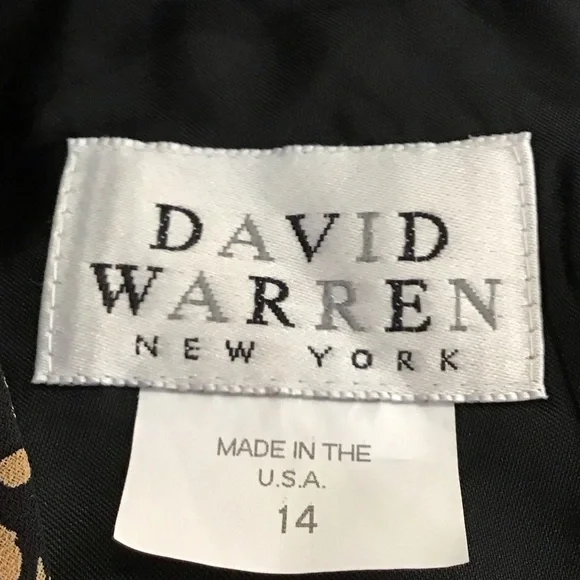 DAVID
WARREN
NEW YORK
MADE IN THE
U.S.A.
14